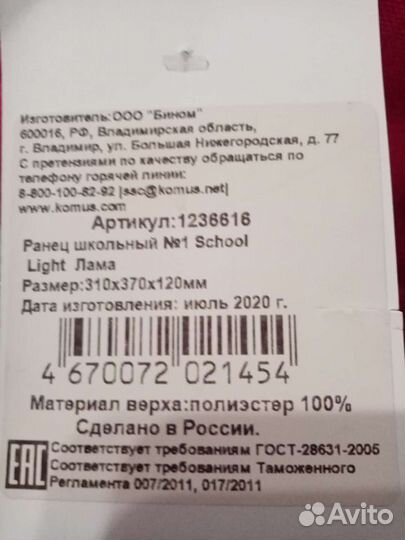 Изготовитель:ООО "Бином"
600016, РФ, Владимирская область,
г. Владимир, ул. Большая Нижегородская, д. 77
С претензиями по качеству обращаться по
телефону горячей линии:
8-800-100-82-92 |ssc@komus.net|
www.komus.com
Артикул:1236616
Ранец школьный №1 School
Light Лама
Размер:310х370х120мм
Дата изготовления: июль 2020 г.
4 670072 021454
Материал верха:полиэстер 100%
Сделано в России.
EAC
Соответствует требованиям ГОСТ-28631-2005
Соответствует требованиям Таможенного
Регламента 007/2011, 017/2011
Avito